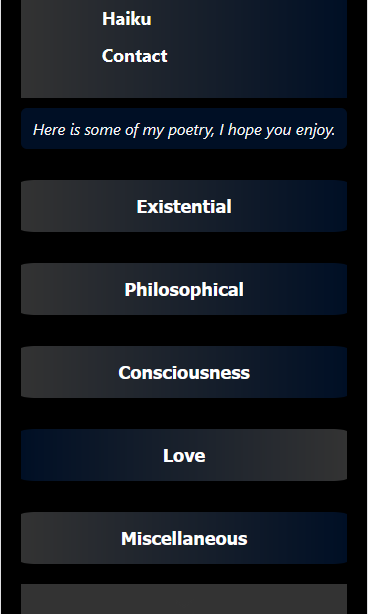 Haiku
Contact
Here is some of my poetry, I hope you enjoy.
Existential
Philosophical
Consciousness
Love
Miscellaneous